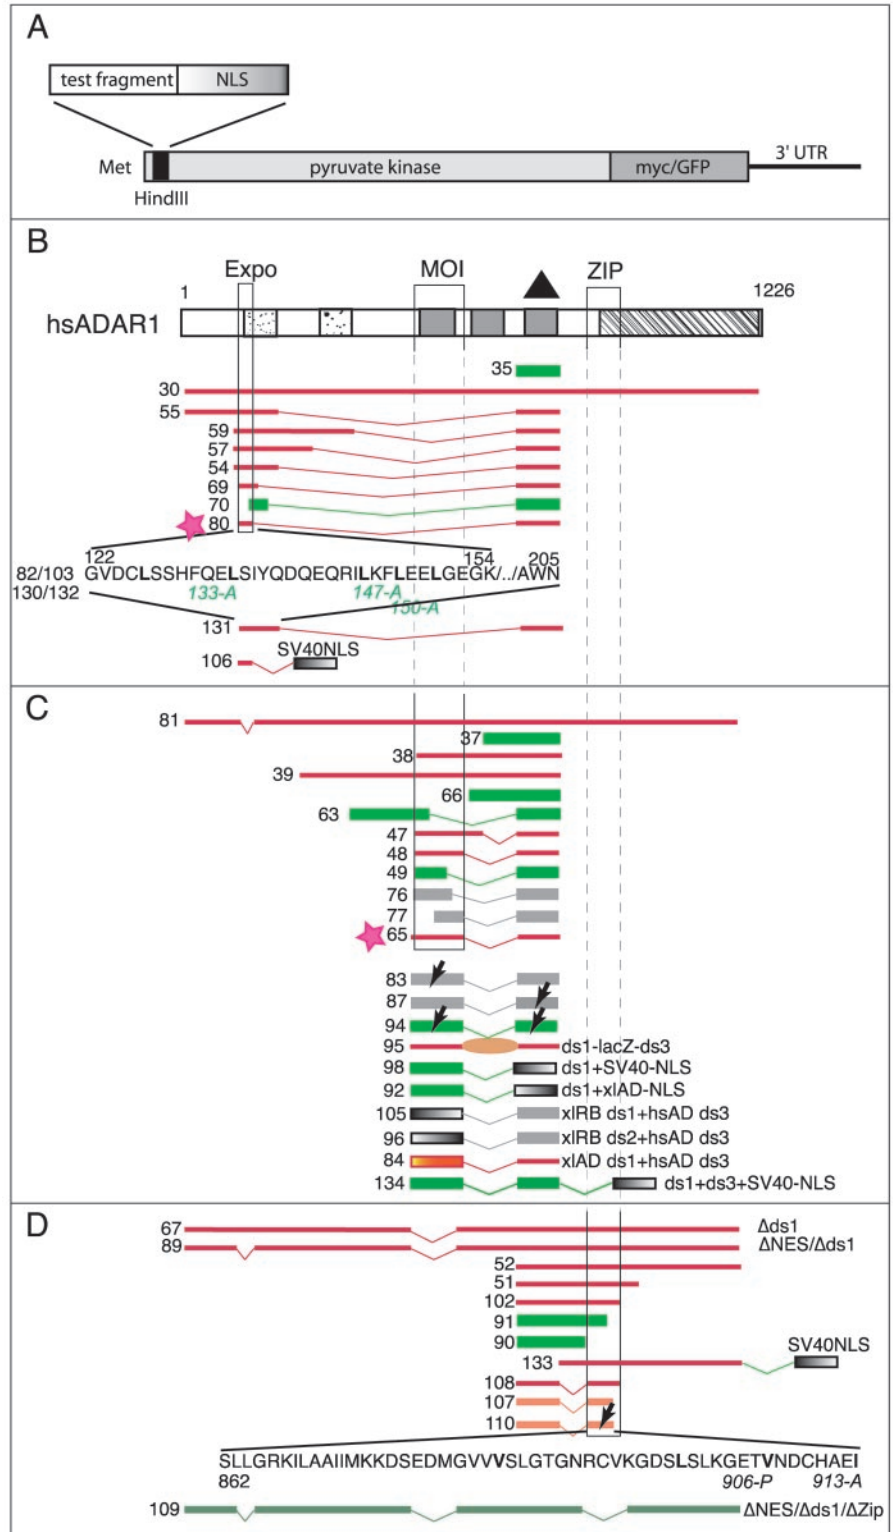 A
test fragment NLS
Met pyruvate kinase myc/GFP 3' UTR
HindIII
B
Expo MOI ZIP
1 1226
hsADAR1
35
30
55
59
57
54
69
70
80
122 154 205
82/103 GVDCLSSHFQELSIYQDQEQRILKFLEELGEGK/../AWN
130/132 133-A 147-A
150-A
131
SV40NLS
106
C
81
37
38
39
66
63
47
48
49
76
77
65
83
87
94
95 ds1-lacZ-ds3
98 ds1+SV40-NLS
92 ds1+xlAD-NLS
105 xlRB ds1+hsAD ds3
96 xlRB ds2+hsAD ds3
84 xlAD ds1+hsAD ds3
134 ds1+ds3+SV40-NLS
D
67 Δds1
89 ΔNES/Δds1
52
51
102
91
90
SV40NLS
133
108
107
110
SLLGRKILAAIIMKKDSEDMGVVVSLGTGNRCVKGDSLSLKGETVNDCHAEI
862 906-P 913-A
109 ΔNES/Δds1/ΔZip